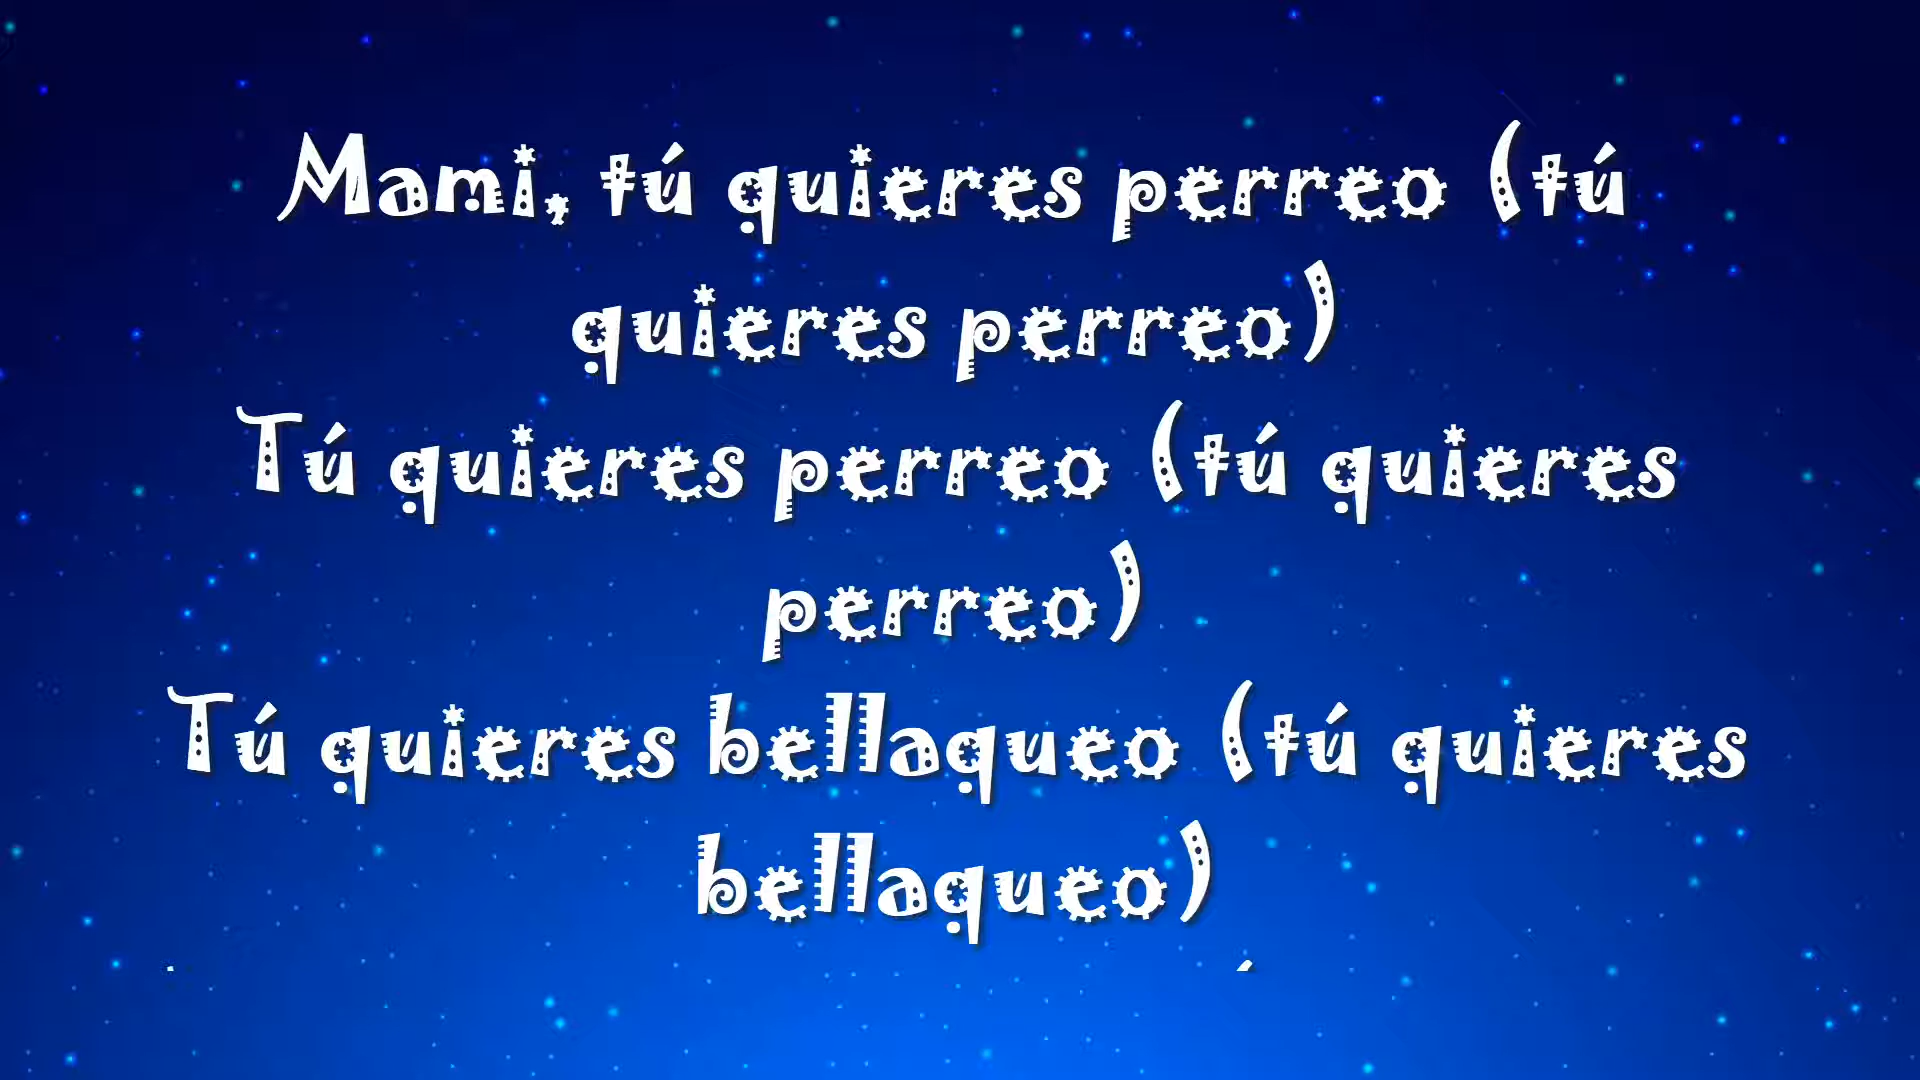 Mami, tú quieres perreo (tú
quieres perreo)
Tú quieres perreo (tú quieres
perreo)
Tú quieres bellaqueo (tú quieres
bellaqueo)